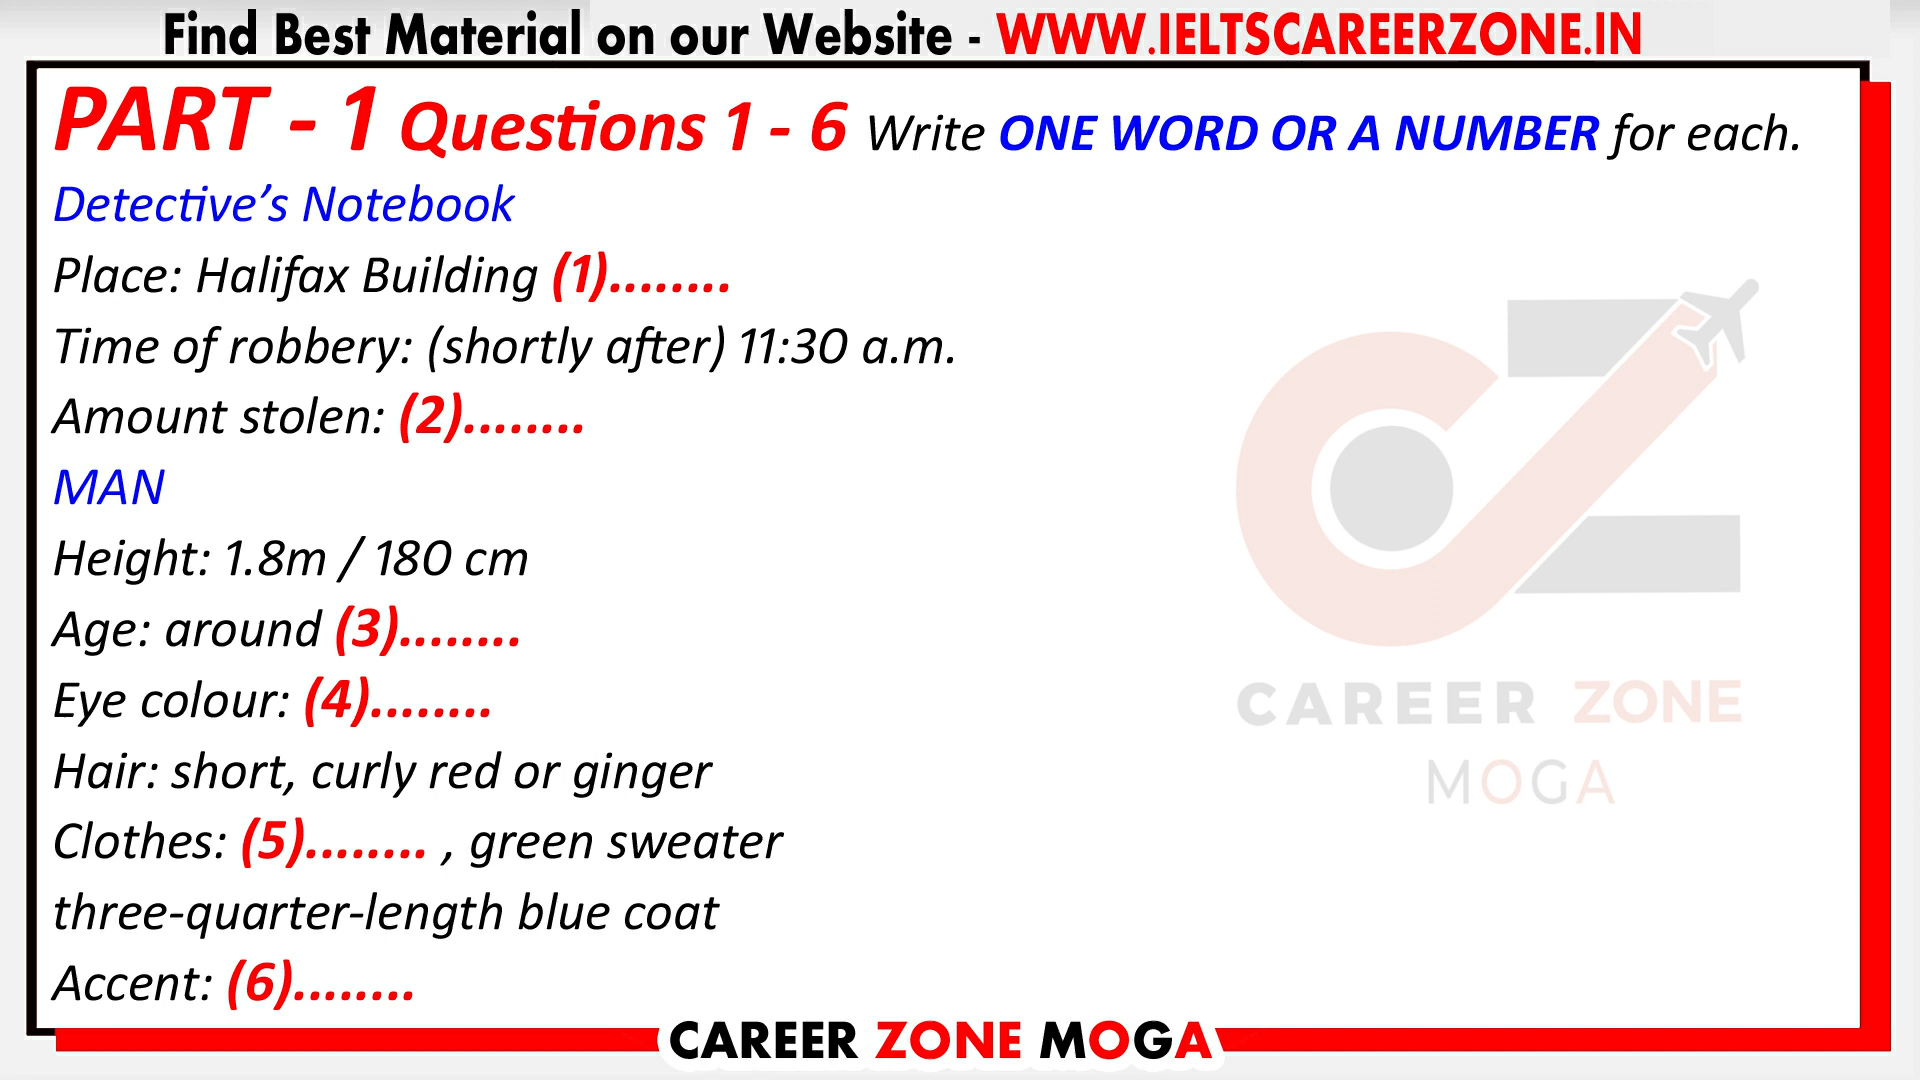 Find Best Material on our Website - WWW.IELTSCAREERZONE.IN
PART - 1 Questions 1 - 6 Write ONE WORD OR A NUMBER for each.
Detective’s Notebook
Place: Halifax Building (1)........
Time of robbery: (shortly after) 11:30 a.m.
Amount stolen: (2)........
MAN
Height: 1.8m / 180 cm
Age: around (3)........
Eye colour: (4)........
Hair: short, curly red or ginger
Clothes: (5)........ , green sweater
three-quarter-length blue coat
Accent: (6)........
CAREER ZONE
MOGA
CAREER ZONE MOGA